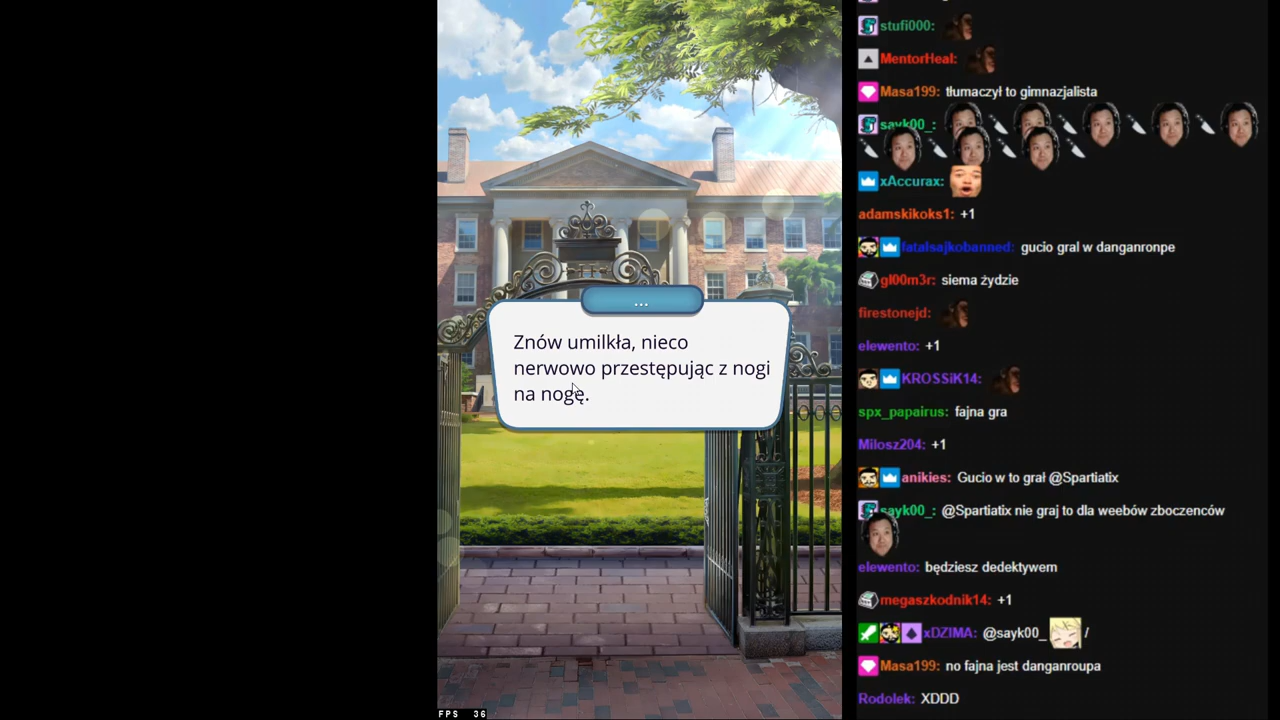 ...
Znów umilkła, nieco
nerwowo przestępując z nogi
na nogę.
FPS 36
stufi000:
MentorHeal:
Masa199: tłumaczył to gimnazjalista
sayk00_:
xAccurax:
adamskikoks1: +1
fatalsajkobanned: gucio gral w danganronpe
gl00m3r: siema żydzie
firestonejd:
elewento: +1
KROSSiK14:
spx_papairus: fajna gra
Milosz204: +1
anikies: Gucio w to grał @Spartiatix
sayk00_: @Spartiatix nie graj to dla weebów zboczenców
elewento: będziesz dedektywem
megaszkodnik14: +1
xDZIMA: @sayk00_ /
Masa199: no fajna jest danganroupa
Rodolek: XDDD